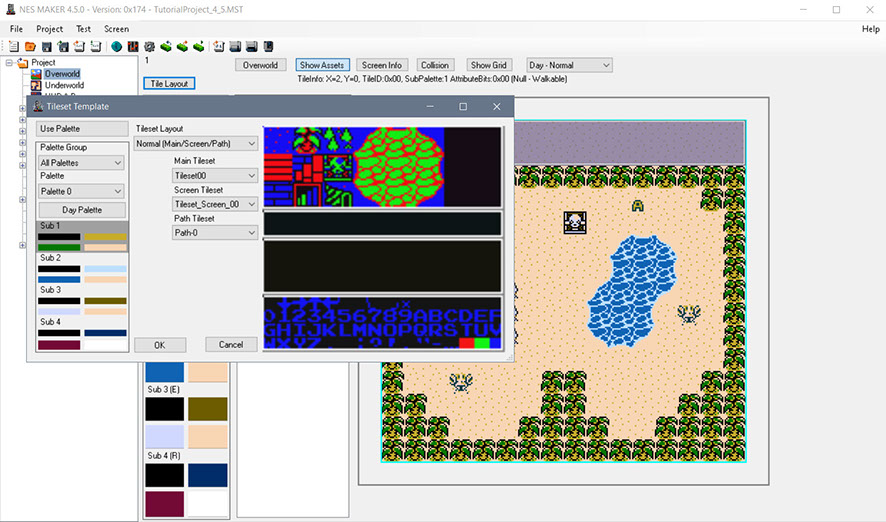 NES MAKER 4.5.0 - Version: 0x174 - TutorialProject_4_5.MST
File Project Test Screen Help
Project
Overworld
Underworld
1
Overworld Show Assets Screen Info Collision Show Grid Day - Normal
TileInfo: X=2, Y=0, TileID:0x00, SubPalette:1 AttributeBits:0x00 (Null - Walkable)
Tile Layout
Tileset Template
Use Palette
Palette Group
All Palettes
Palette
Palette 0
Day Palette
Sub 1
Sub 2
Sub 3
Sub 4
Tileset Layout
Normal (Main/Screen/Path)
Main Tileset
Tileset00
Screen Tileset
Tileset_Screen_00
Path Tileset
Path-0
OK Cancel
0123456789ABCDEF
GHIJKLMNOPQRSTUV
WXYZ
Sub 3 (E)
Sub 4 (R)